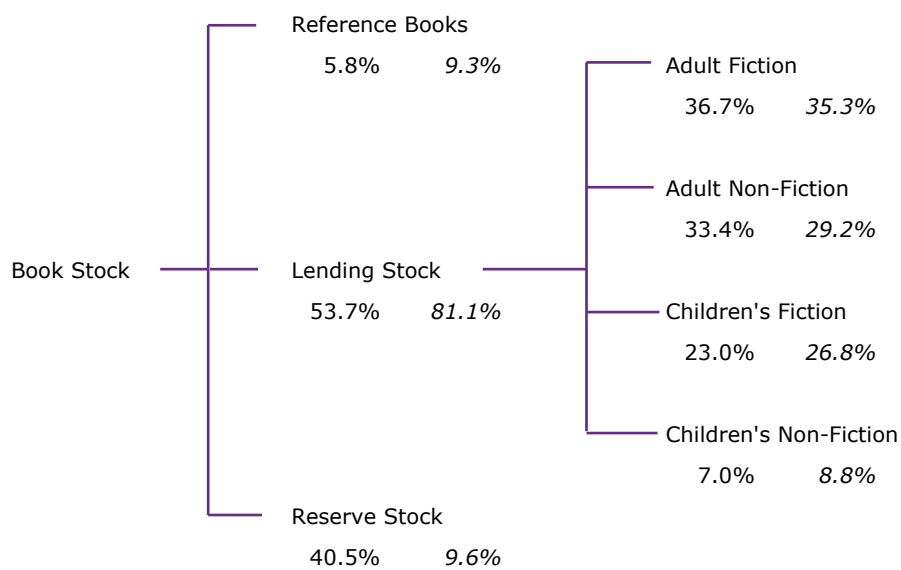 Reference Books
5.8% 9.3%
Adult Fiction
36.7% 35.3%
Adult Non-Fiction
33.4% 29.2%
Book Stock
Lending Stock
53.7% 81.1%
Children's Fiction
23.0% 26.8%
Children's Non-Fiction
7.0% 8.8%
Reserve Stock
40.5% 9.6%